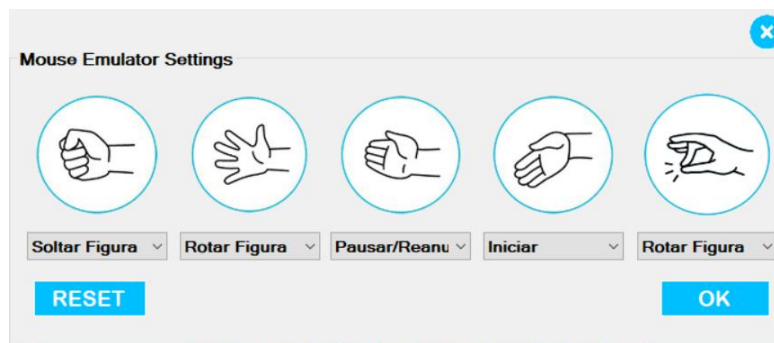 Mouse Emulator Settings
Soltar Figura
Rotar Figura
Pausar/Reanu
Iniciar
Rotar Figura
RESET
OK